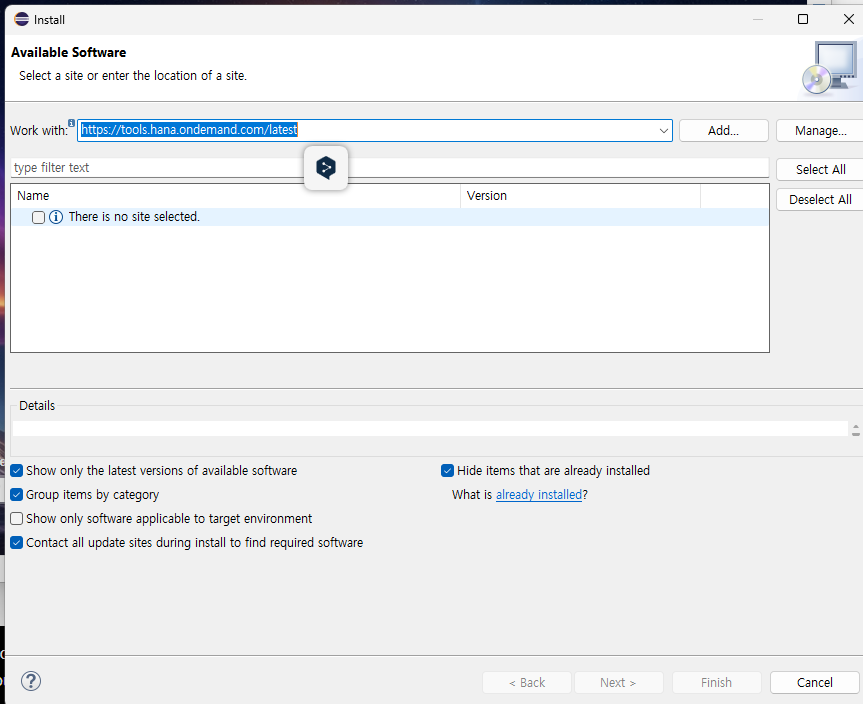 Install
Available Software
Select a site or enter the location of a site.
Work with: https://tools.hana.ondemand.com/latest Add... Manage...
type filter text Select All
Name Version Deselect All
There is no site selected.
Details
Show only the latest versions of available software Hide items that are already installed
Group items by category What is already installed?
Show only software applicable to target environment
Contact all update sites during install to find required software
< Back Next > Finish Cancel